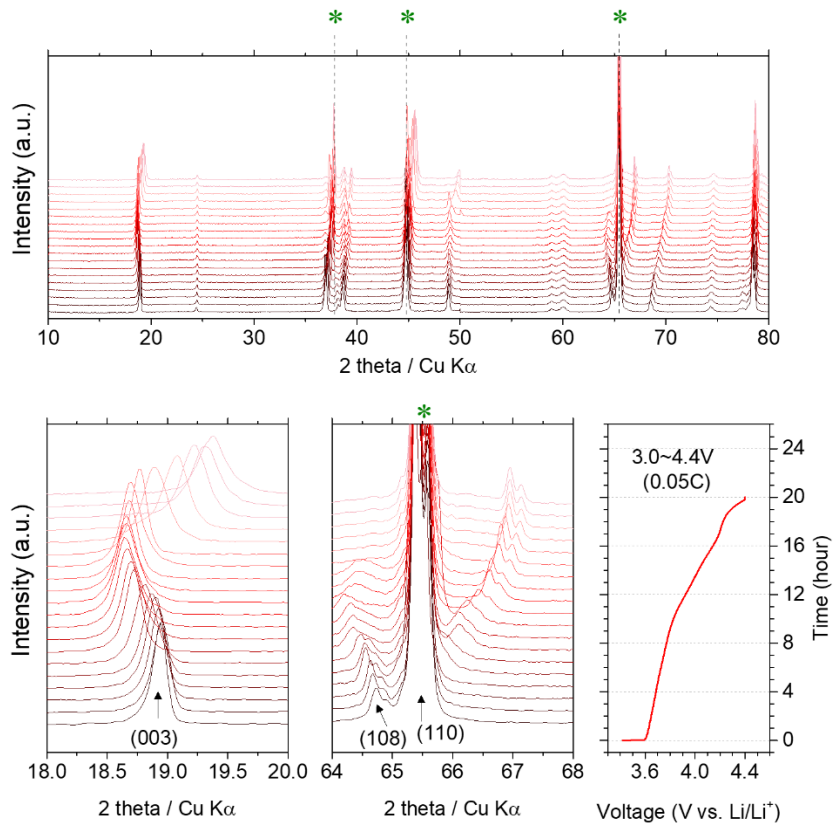 * * *
Intensity (a.u.)
10 20 30 40 50 60 70 80
2 theta / Cu Kα
*
Intensity (a.u.)
(003)
18.0 18.5 19.0 19.5 20.0
2 theta / Cu Kα
(108) (110)
64 65 66 67 68
2 theta / Cu Kα
3.0~4.4V
(0.05C)
24
20
16
12
8
4
0
Time (hour)
3.6 4.0 4.4
Voltage (V vs. Li/Li⁺)